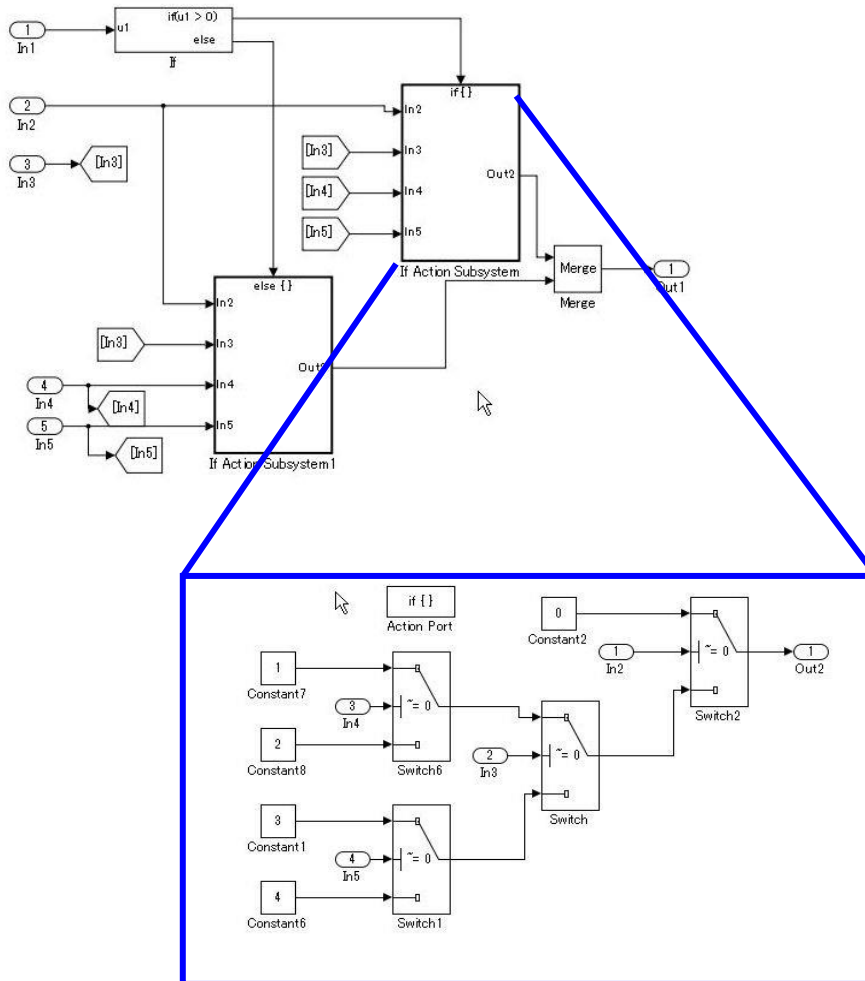 if(u1 > 0)
u1
else
If
1
In1
2
In2
3
In3
[In3]
if{}
In2
[In3]
In3
[In4]
In4
Out2
[In5]
In5
If Action Subsystem
Merge
Merge
1
Out1
else {}
In2
[In3]
In3
Out2
4
In4
In4
[In4]
5
In5
In5
[In5]
If Action Subsystem1
if {}
Action Port
0
Constant2
1
In2
~= 0
Switch2
1
Out2
1
Constant7
3
In4
~= 0
2
Constant8
Switch6
2
In3
~= 0
Switch
3
Constant1
4
In5
~= 0
4
Constant6
Switch1